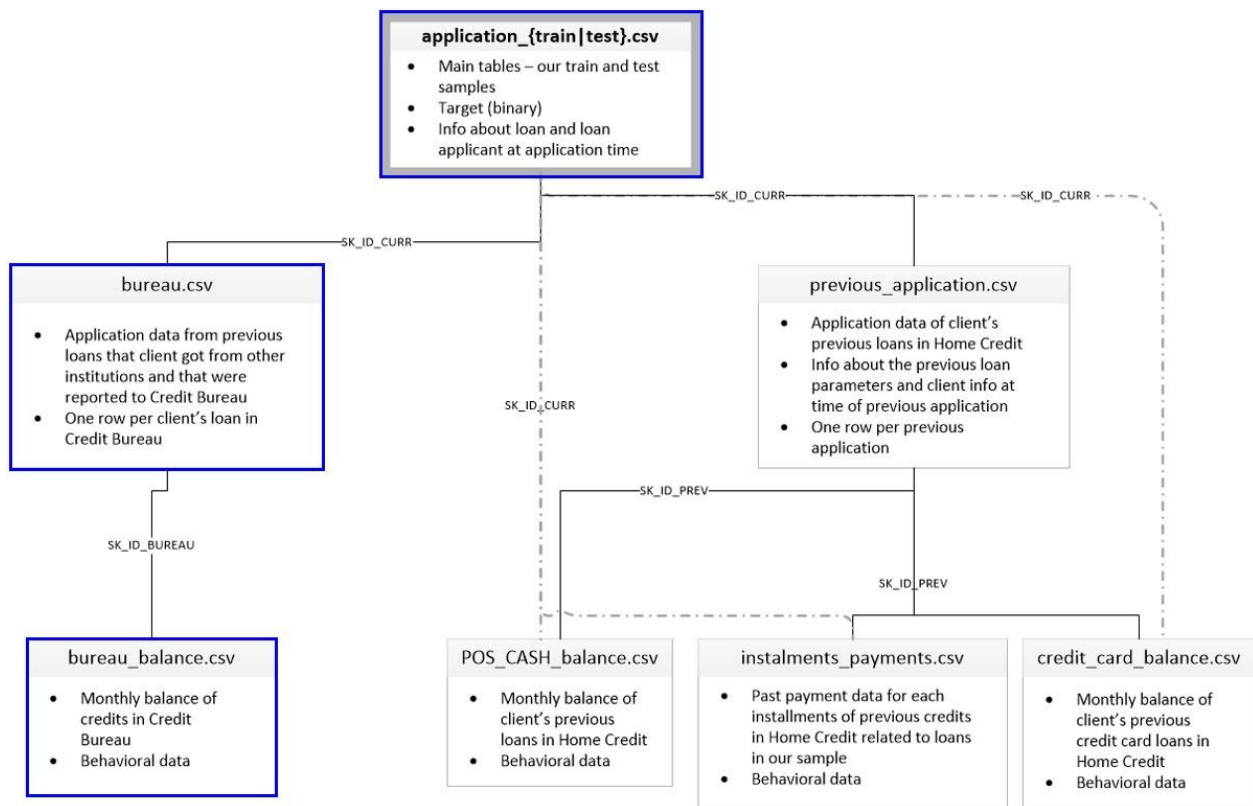 application_{train|test}.csv
• Main tables – our train and test
samples
• Target (binary)
• Info about loan and loan
applicant at application time
SK_ID_CURR
SK_ID_CURR
SK_ID_CURR
bureau.csv
• Application data from previous
loans that client got from other
institutions and that were
reported to Credit Bureau
• One row per client's loan in
Credit Bureau
SK_ID_CURR
previous_application.csv
• Application data of client's
previous loans in Home Credit
• Info about the previous loan
parameters and client info at
time of previous application
• One row per previous
application
SK_ID_BUREAU
SK_ID_PREV
SK_ID_PREV
bureau_balance.csv
• Monthly balance of
credits in Credit
Bureau
• Behavioral data
POS_CASH_balance.csv
• Monthly balance of
client's previous
loans in Home Credit
• Behavioral data
instalments_payments.csv
• Past payment data for each
installments of previous credits
in Home Credit related to loans
in our sample
• Behavioral data
credit_card_balance.csv
• Monthly balance of
client's previous
credit card loans in
Home Credit
• Behavioral data